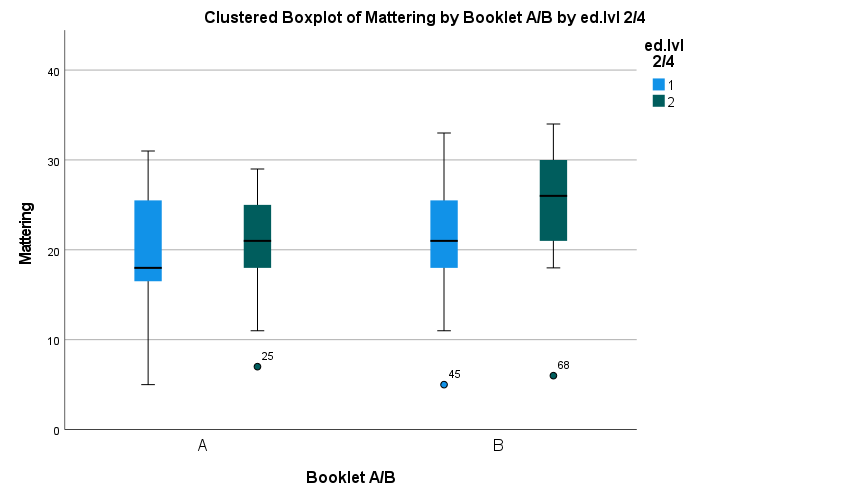 Clustered Boxplot of Mattering by Booklet A/B by ed.lvl 2/4
ed.lvl
2/4
1
2
40
30
20
10
0
Mattering
25
45
68
A
B
Booklet A/B